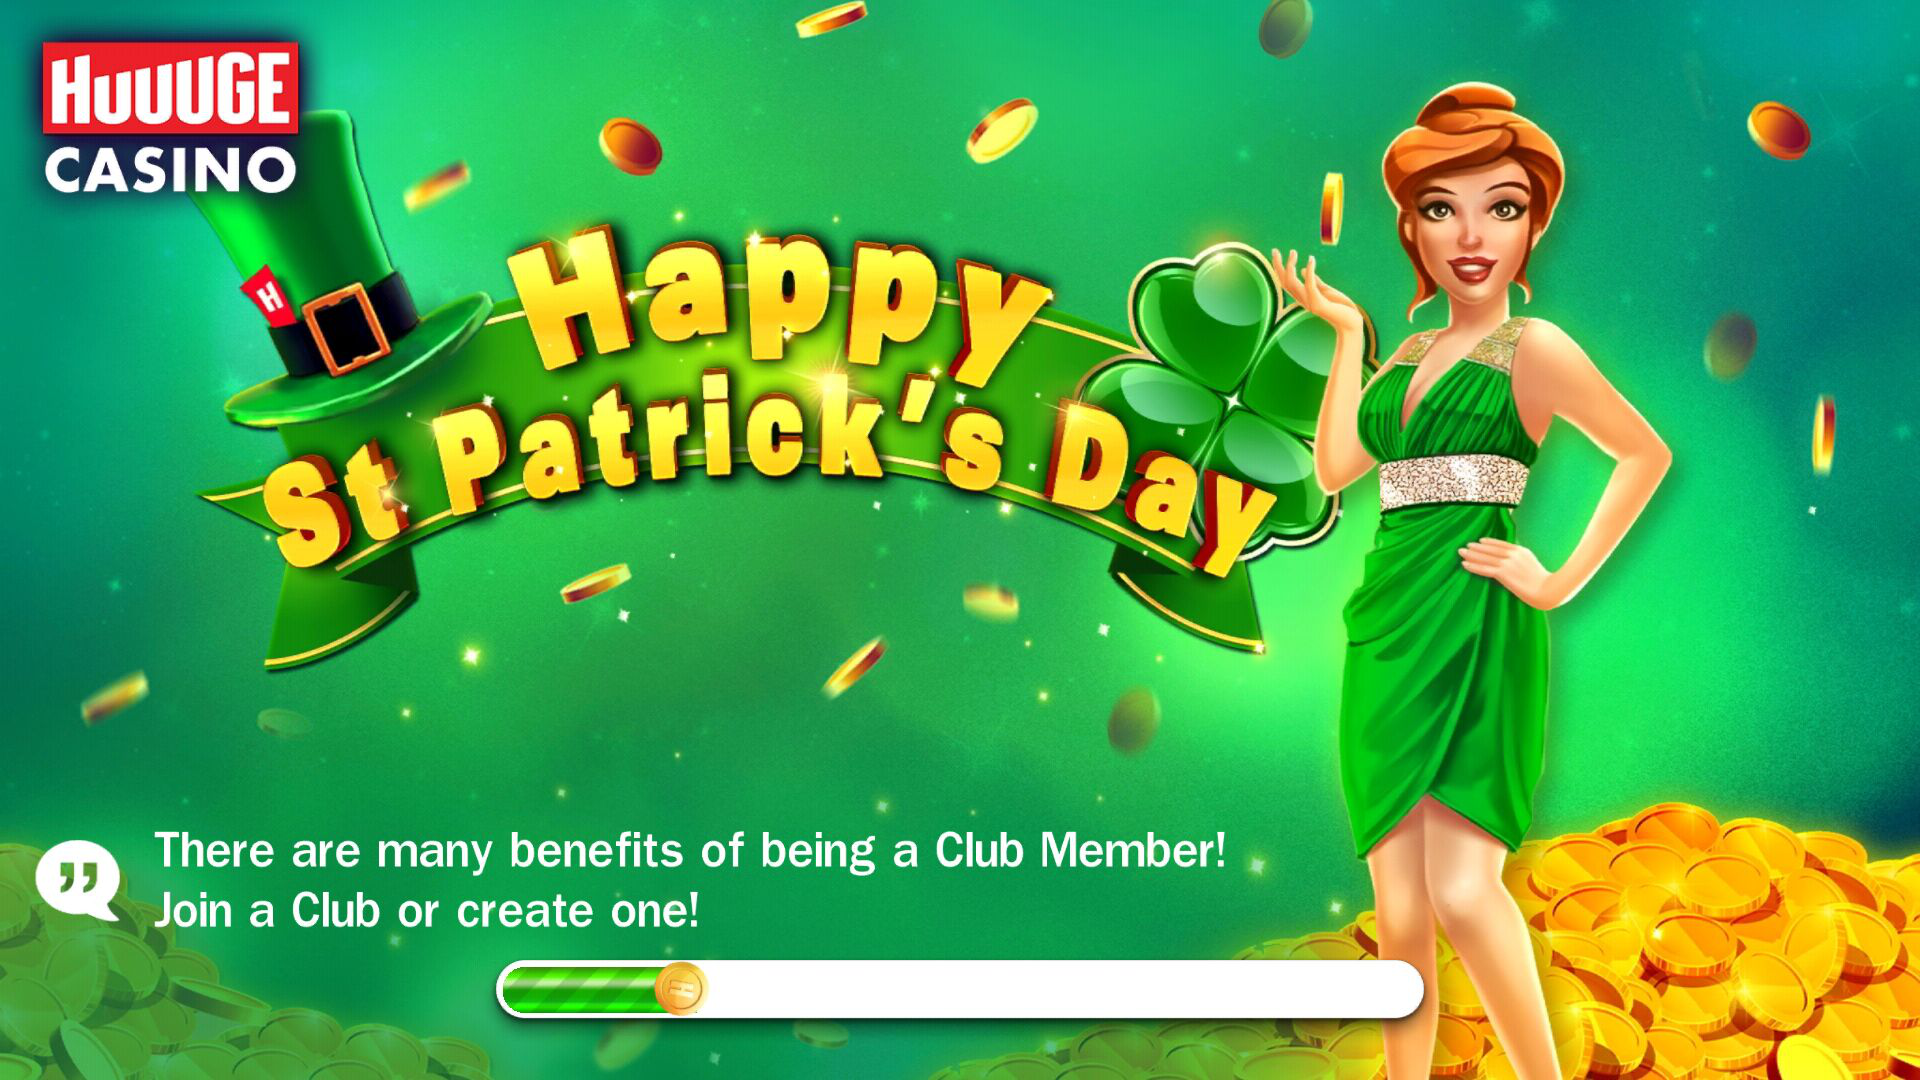 HUUUGE
CASINO
H
Happy
St Patrick's Day
There are many benefits of being a Club Member!
Join a Club or create one!
H